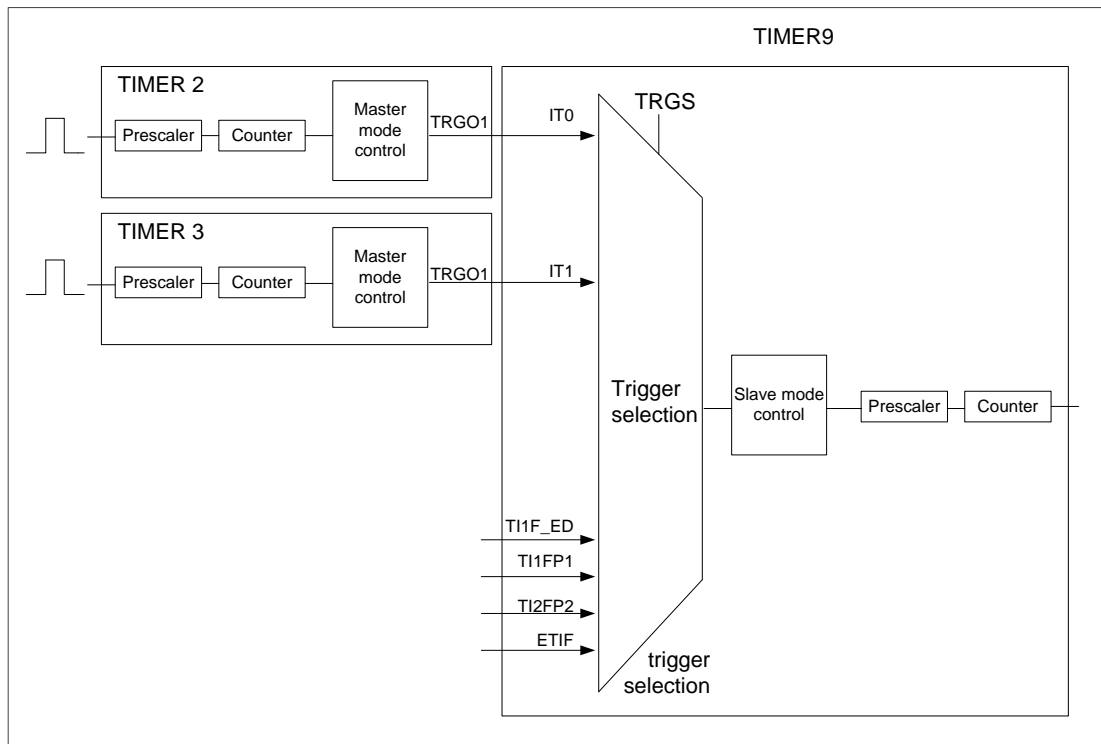 TIMER9
TIMER 2
Prescaler
Counter
Master
mode
control
TRGO1
IT0
TRGS
TIMER 3
Prescaler
Counter
Master
mode
control
TRGO1
IT1
Trigger
selection
Slave mode
control
Prescaler
Counter
TI1F_ED
TI1FP1
TI2FP2
ETIF
trigger
selection